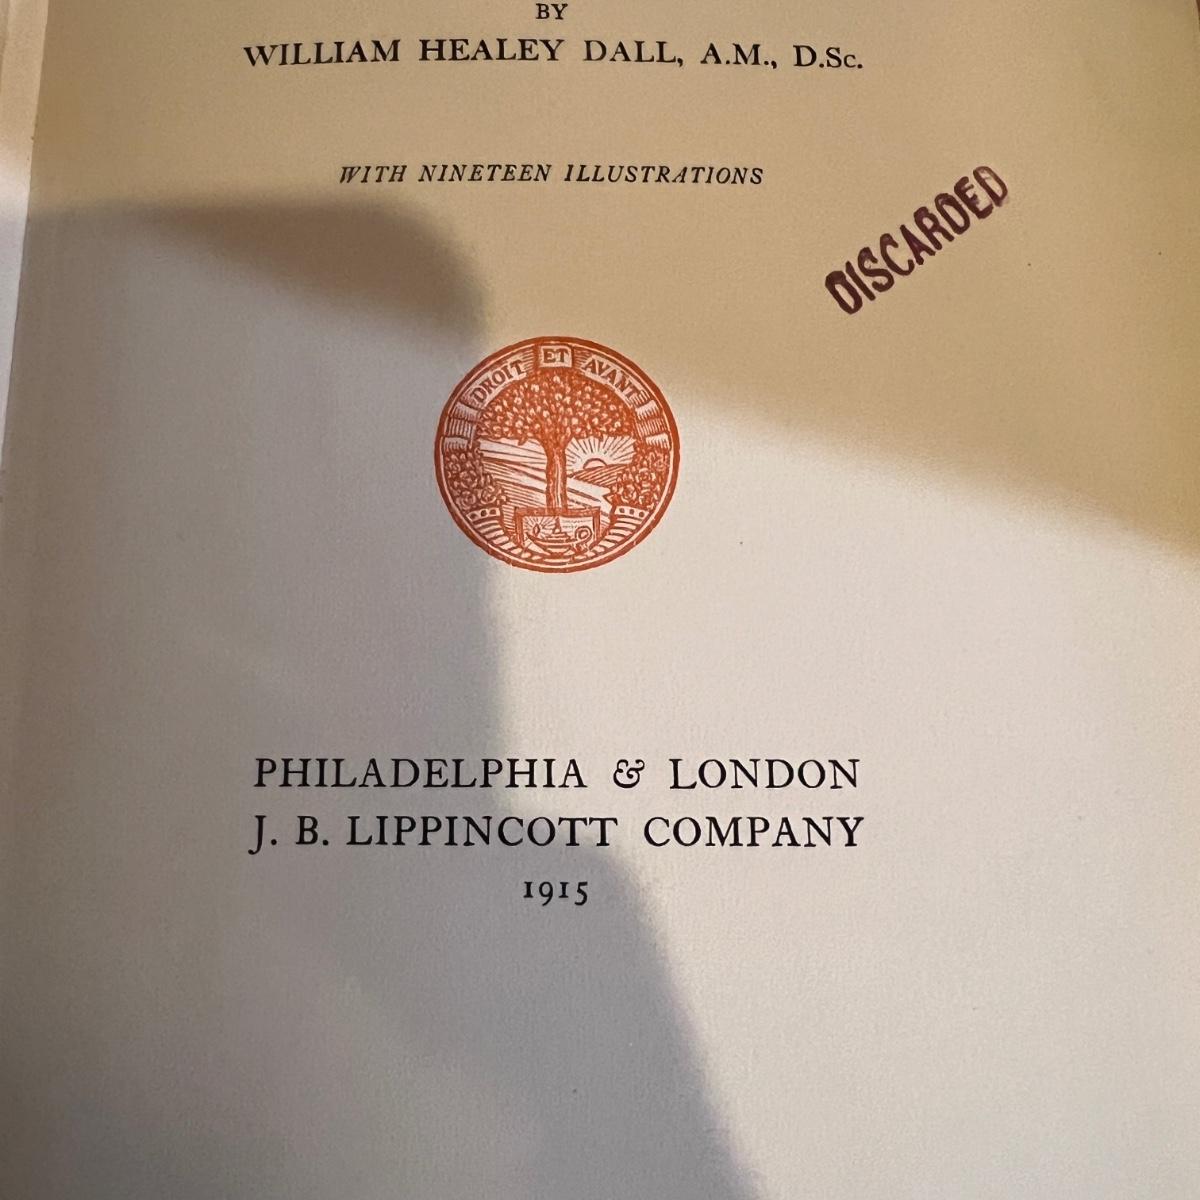 BY
WILLIAM HEALEY DALL, A.M., D.Sc.
WITH NINETEEN ILLUSTRATIONS
DISCARDED
DROIT ET AVANT
PHILADELPHIA & LONDON
J. B. LIPPINCOTT COMPANY
1915